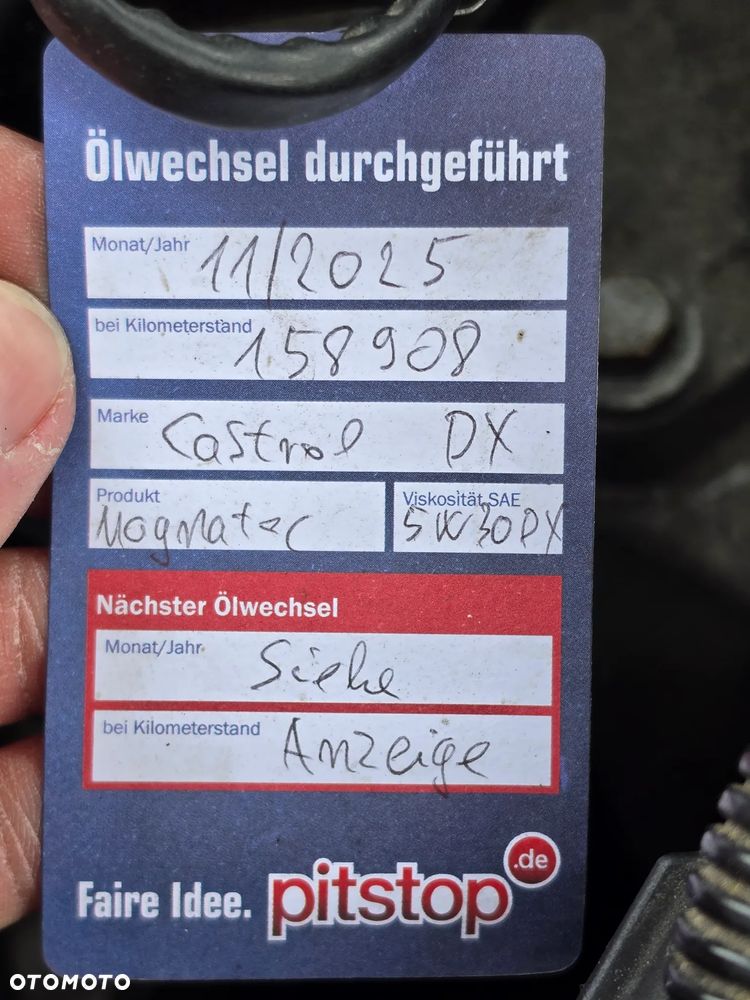 Ölwechsel durchgeführt
Monat/Jahr 11/2025
bei Kilometerstand 158908
Marke Castrol DX
Produkt Magnatec Viskosität SAE 5W30DX
Nächster Ölwechsel
Monat/Jahr Siehe
bei Kilometerstand Anzeige
Faire Idee. pitstop .de
OTOMOTO